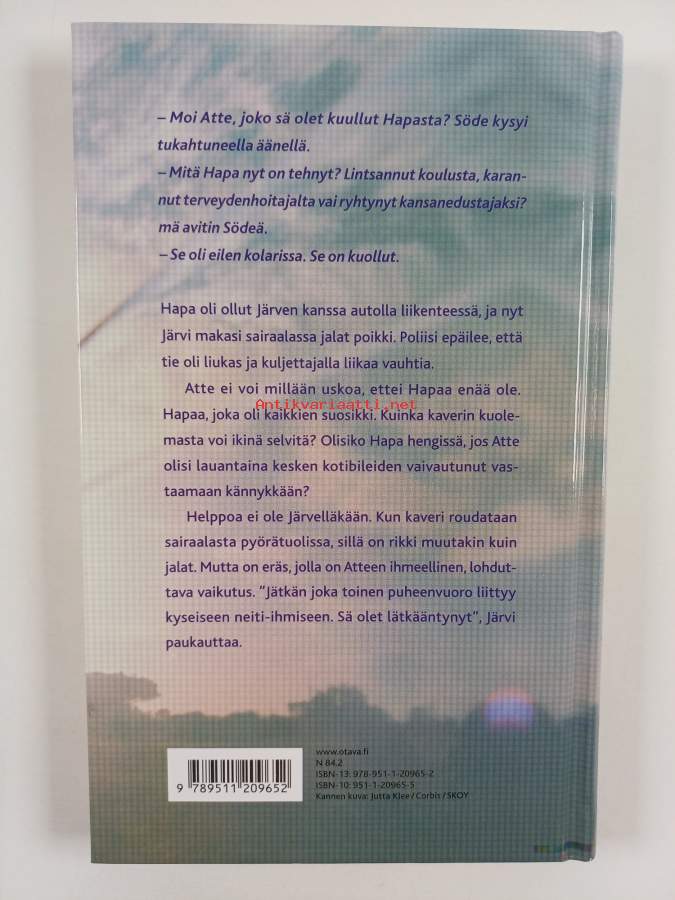 – Moi Atte, joko sä olet kuullut Hapasta? Söde kysyi
tukahtuneella äänellä.
– Mitä Hapa nyt on tehnyt? Lintsannut koulusta, karan-
nut terveydenhoitajalta vai ryhtynyt kansanedustajaksi?
mä avitin Södeä.
– Se oli eilen kolarissa. Se on kuollut.
Hapa oli ollut Järven kanssa autolla liikenteessä, ja nyt
Järvi makasi sairaalassa jalat poikki. Poliisi epäilee, että
tie oli liukas ja kuljettajalla liikaa vauhtia.
Atte ei voi millään uskoa, ettei Hapaa enää ole.
Antikvariaatti.net
Hapaa, joka oli kaikkien suosikki. Kuinka kaverin kuole-
masta voi ikinä selvitä? Olisiko Hapa hengissä, jos Atte
olisi lauantaina kesken kotibileiden vaivautunut vas-
taamaan kännykkään?
Helppoa ei ole Järvelläkään. Kun kaveri roudataan
sairaalasta pyörätuolissa, sillä on rikki muutakin kuin
jalat. Mutta on eräs, jolla on Atteen ihmeellinen, lohdut-
tava vaikutus. ”Jätkän joka toinen puheenvuoro liittyy
kyseiseen neiti-ihmiseen. Sä olet lätkääntynyt”, Järvi
paukauttaa.
www.otava.fi
N 84.2
ISBN-13: 978-951-1-20965-2
ISBN-10: 951-1-20965-5
Kannen kuva: Jutta Klee / Corbis / SKOY
9 789511 209652